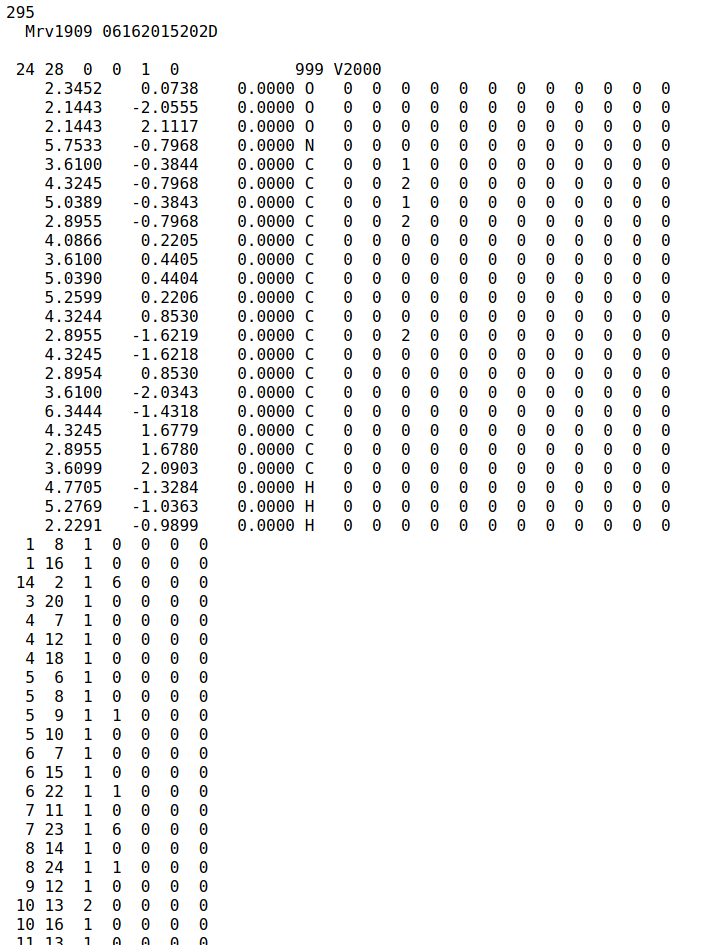 295
  Mrv1909 06162015202D

 24 28  0  0  1  0            999 V2000
    2.3452    0.0738    0.0000 O   0  0  0  0  0  0  0  0  0  0  0  0
    2.1443   -2.0555    0.0000 O   0  0  0  0  0  0  0  0  0  0  0  0
    2.1443    2.1117    0.0000 O   0  0  0  0  0  0  0  0  0  0  0  0
    5.7533   -0.7968    0.0000 N   0  0  0  0  0  0  0  0  0  0  0  0
    3.6100   -0.3844    0.0000 C   0  0  1  0  0  0  0  0  0  0  0  0
    4.3245   -0.7968    0.0000 C   0  0  2  0  0  0  0  0  0  0  0  0
    5.0389   -0.3843    0.0000 C   0  0  1  0  0  0  0  0  0  0  0  0
    2.8955   -0.7968    0.0000 C   0  0  2  0  0  0  0  0  0  0  0  0
    4.0866    0.2205    0.0000 C   0  0  0  0  0  0  0  0  0  0  0  0
    3.6100    0.4405    0.0000 C   0  0  0  0  0  0  0  0  0  0  0  0
    5.0390    0.4404    0.0000 C   0  0  0  0  0  0  0  0  0  0  0  0
    5.2599    0.2206    0.0000 C   0  0  0  0  0  0  0  0  0  0  0  0
    4.3244    0.8530    0.0000 C   0  0  0  0  0  0  0  0  0  0  0  0
    2.8955   -1.6219    0.0000 C   0  0  2  0  0  0  0  0  0  0  0  0
    4.3245   -1.6218    0.0000 C   0  0  0  0  0  0  0  0  0  0  0  0
    2.8954    0.8530    0.0000 C   0  0  0  0  0  0  0  0  0  0  0  0
    3.6100   -2.0343    0.0000 C   0  0  0  0  0  0  0  0  0  0  0  0
    6.3444   -1.4318    0.0000 C   0  0  0  0  0  0  0  0  0  0  0  0
    4.3245    1.6779    0.0000 C   0  0  0  0  0  0  0  0  0  0  0  0
    2.8955    1.6780    0.0000 C   0  0  0  0  0  0  0  0  0  0  0  0
    3.6099    2.0903    0.0000 C   0  0  0  0  0  0  0  0  0  0  0  0
    4.7705   -1.3284    0.0000 H   0  0  0  0  0  0  0  0  0  0  0  0
    5.2769   -1.0363    0.0000 H   0  0  0  0  0  0  0  0  0  0  0  0
    2.2291   -0.9899    0.0000 H   0  0  0  0  0  0  0  0  0  0  0  0
  1  8  1  0  0  0  0
  1 16  1  0  0  0  0
 14  2  1  6  0  0  0
  3 20  1  0  0  0  0
  4  7  1  0  0  0  0
  4 12  1  0  0  0  0
  4 18  1  0  0  0  0
  5  6  1  0  0  0  0
  5  8  1  0  0  0  0
  5  9  1  1  0  0  0
  5 10  1  0  0  0  0
  6  7  1  0  0  0  0
  6 15  1  0  0  0  0
  6 22  1  1  0  0  0
  7 11  1  0  0  0  0
  7 23  1  6  0  0  0
  8 14  1  0  0  0  0
  8 24  1  1  0  0  0
  9 12  1  0  0  0  0
 10 13  2  0  0  0  0
 10 16  1  0  0  0  0
 11 13  1  0  0  0  0